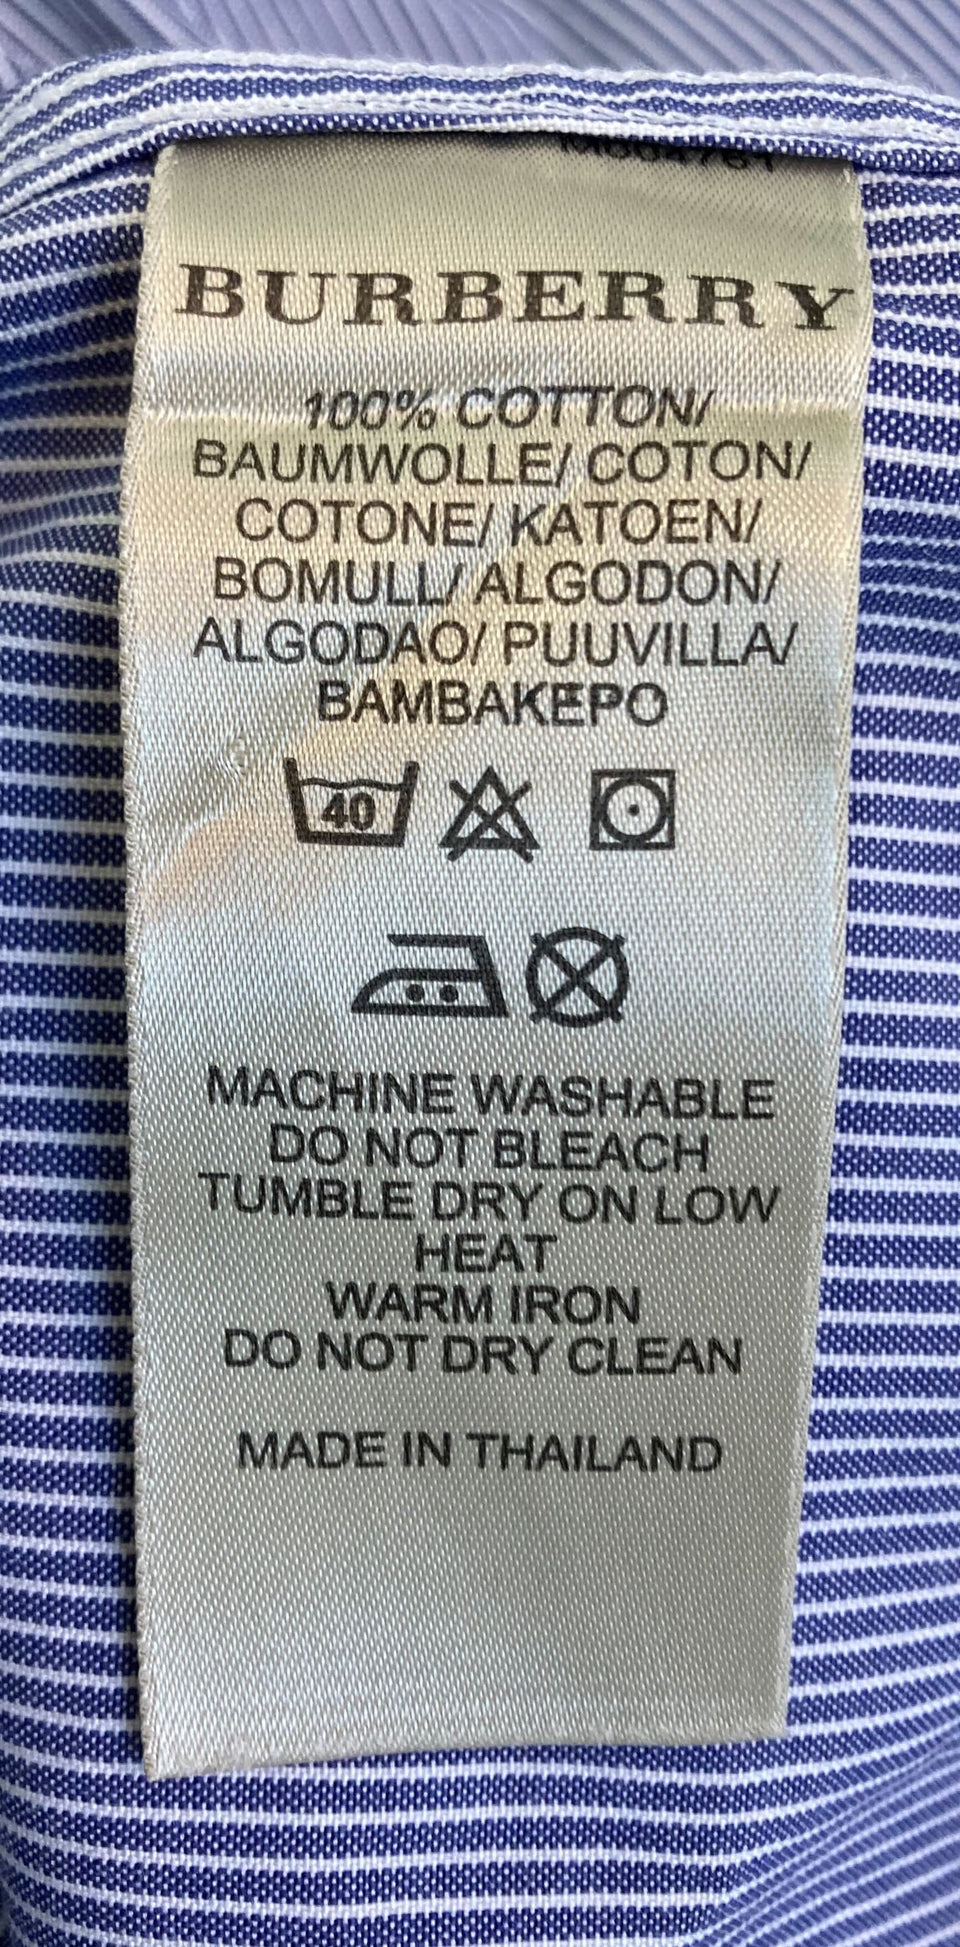 BURBERRY
100% COTTON/
BAUMWOLLE/ COTON/
COTONE/ KATOEN/
BOMULL/ ALGODON/
ALGODAO/ PUUVILLA/
BAMBAKEPO
40
MACHINE WASHABLE
DO NOT BLEACH
TUMBLE DRY ON LOW
HEAT
WARM IRON
DO NOT DRY CLEAN
MADE IN THAILAND